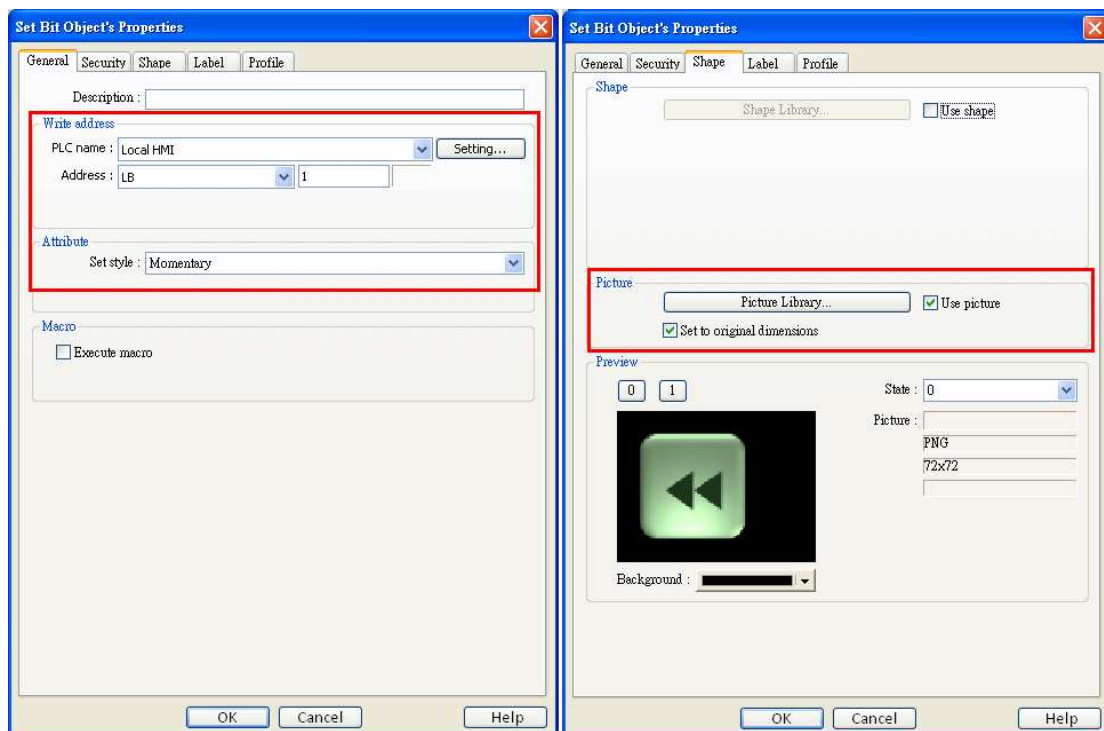 Set Bit Object's Properties
General Security Shape Label Profile
Description :
Write address
PLC name : Local HMI Setting...
Address : LB 1
Attribute
Set style : Momentary
Macro
Execute macro
OK Cancel Help
Set Bit Object's Properties
General Security Shape Label Profile
Shape
Shape Library... Use shape
Picture
Picture Library... Use picture
Set to original dimensions
Preview
0 1 State : 0
Picture :
PNG
72x72
Background :
OK Cancel Help